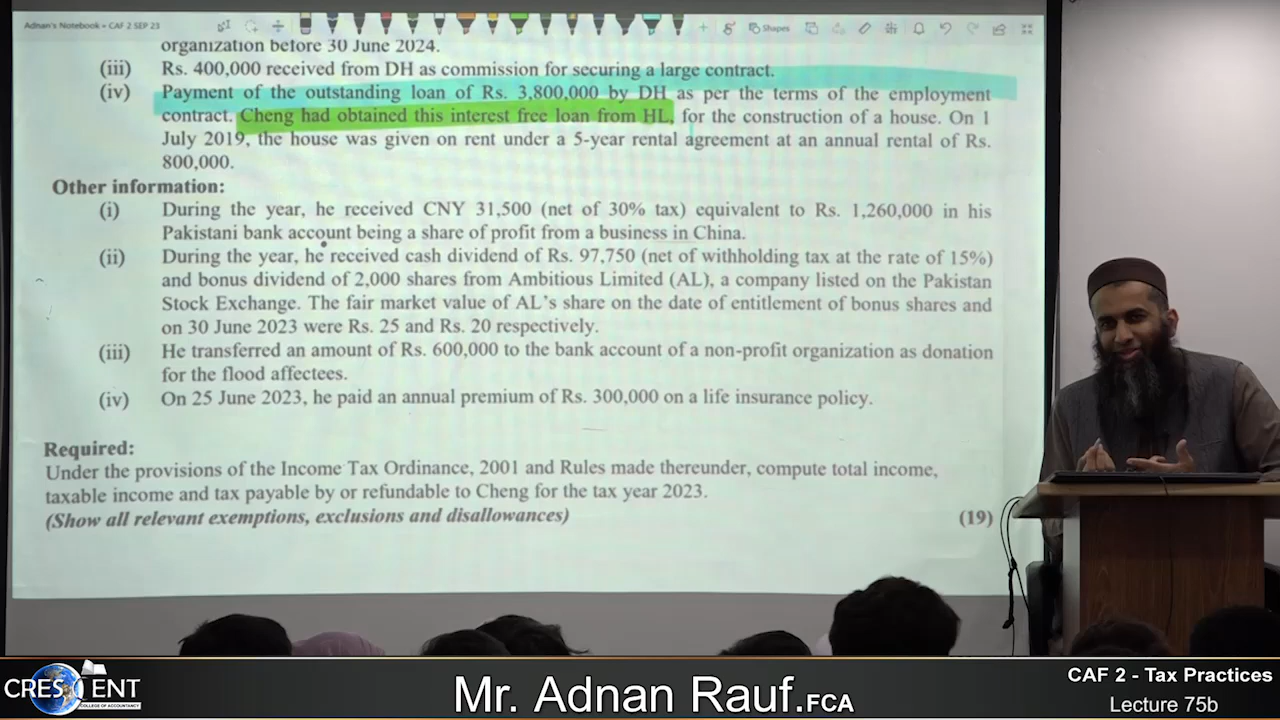 Adnan's Notebook • CAF 2 SEP 23
Shapes
organization before 30 June 2024.
(iii) Rs. 400,000 received from DH as commission for securing a large contract.
(iv) Payment of the outstanding loan of Rs. 3,800,000 by DH as per the terms of the employment
contract. Cheng had obtained this interest free loan from HL, for the construction of a house. On 1
July 2019, the house was given on rent under a 5-year rental agreement at an annual rental of Rs.
800,000.
Other information:
(i) During the year, he received CNY 31,500 (net of 30% tax) equivalent to Rs. 1,260,000 in his
Pakistani bank account being a share of profit from a business in China.
(ii) During the year, he received cash dividend of Rs. 97,750 (net of withholding tax at the rate of 15%)
and bonus dividend of 2,000 shares from Ambitious Limited (AL), a company listed on the Pakistan
Stock Exchange. The fair market value of AL's share on the date of entitlement of bonus shares and
on 30 June 2023 were Rs. 25 and Rs. 20 respectively.
(iii) He transferred an amount of Rs. 600,000 to the bank account of a non-profit organization as donation
for the flood affectees.
(iv) On 25 June 2023, he paid an annual premium of Rs. 300,000 on a life insurance policy.
Required:
Under the provisions of the Income Tax Ordinance, 2001 and Rules made thereunder, compute total income,
taxable income and tax payable by or refundable to Cheng for the tax year 2023.
(Show all relevant exemptions, exclusions and disallowances) (19)
CRESCENT
COLLEGE OF ACCOUNTANCY
Mr. Adnan Rauf.FCA
CAF 2 - Tax Practices
Lecture 75b